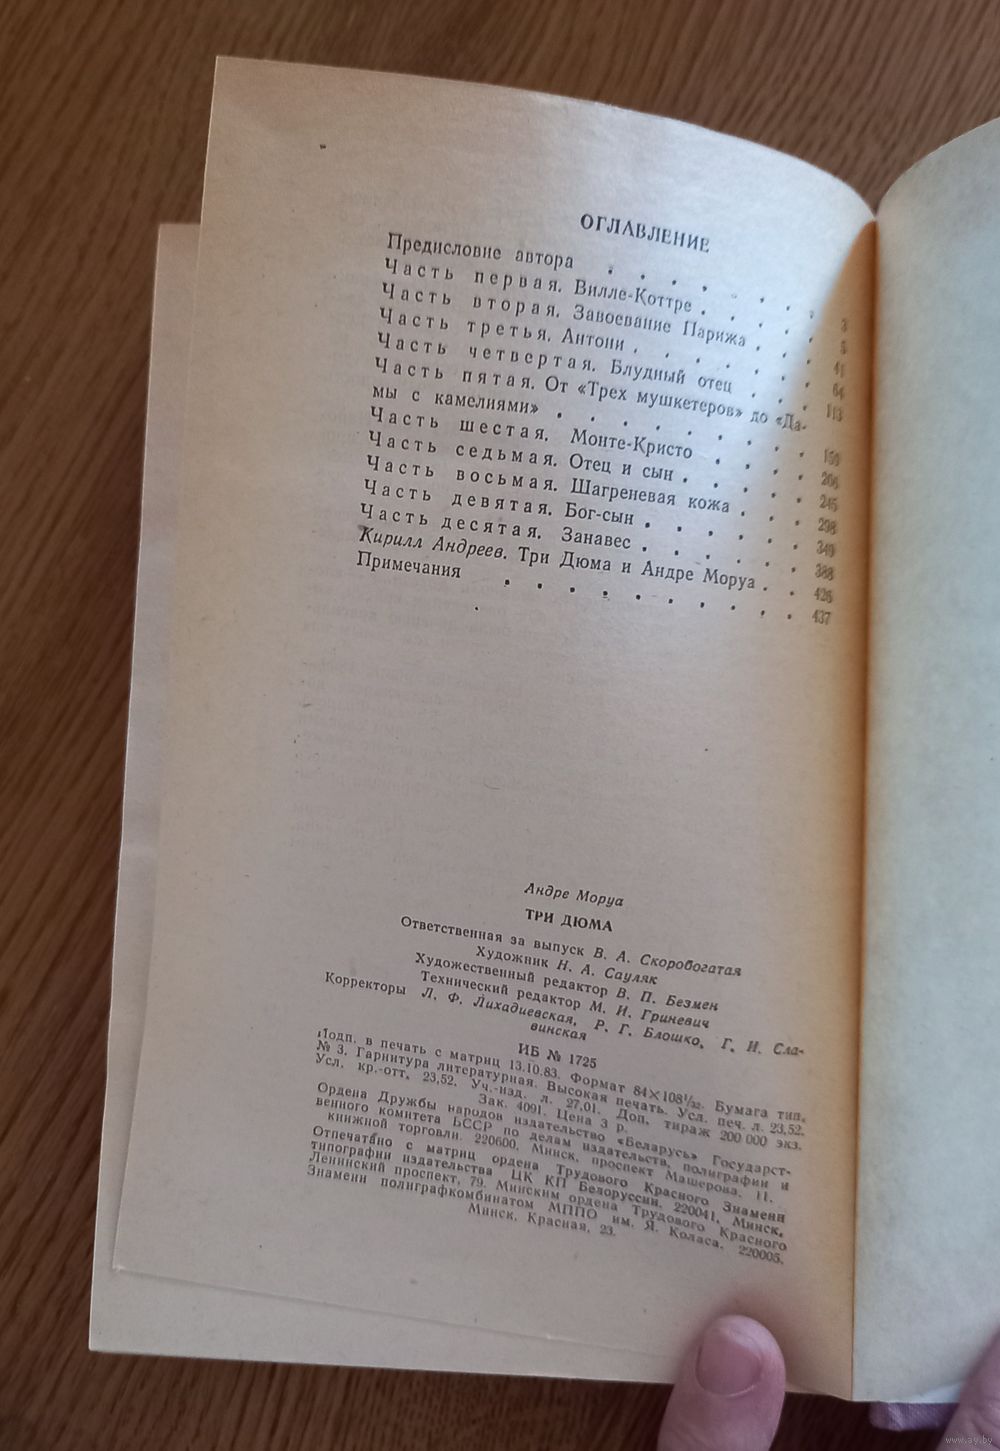 ОГЛАВЛЕНИЕ
Предисловие автора . . . . . . . 3
Часть первая. Вилле-Коттре . . . . . 5
Часть вторая. Завоевание Парижа . . . 41
Часть третья. Антони . . . . . . . 64
Часть четвертая. Блудный отец . . . 113
Часть пятая. От «Трех мушкетеров» до «Да-
мы с камелиями» . . . . . . . . 159
Часть шестая. Монте-Кристо . . . . 204
Часть седьмая. Отец и сын . . . . . 245
Часть восьмая. Шагреневая кожа . . . 298
Часть девятая. Бог-сын . . . . . . 349
Часть десятая. Занавес . . . . . . 388
Кирилл Андреев. Три Дюма и Андре Моруа . . 426
Примечания . . . . . . . . . . 437
Андре Моруа
ТРИ ДЮМА
Ответственная за выпуск В. А. Скоробогатая
Художник Н. А. Сауляк
Художественный редактор В. П. Безмен
Технический редактор М. И. Гриневич
Корректоры Л. Ф. Лихадиевская, Р. Г. Блошко, Г. И. Сла-
винская
ИБ № 1725
Подп. в печать с матриц 13.10.83. Формат 84×108¹/₃₂. Бумага тип.
№ 3. Гарнитура литературная. Высокая печать. Усл. печ. л. 23,52.
Усл. кр.-отт. 23,52. Уч.-изд. л. 27,01. Доп. тираж 200 000 экз.
Зак. 4091. Цена 3 р.
Ордена Дружбы народов издательство «Беларусь» Государст-
венного комитета БССР по делам издательств, полиграфии и
книжной торговли. 220600, Минск, проспект Машерова, 11.
Отпечатано с матриц ордена Трудового Красного Знамени
типографии издательства ЦК КП Белоруссии. 220041, Минск,
Ленинский проспект, 79. Минским ордена Трудового Красного
Знамени полиграфкомбинатом МППО им. Я. Коласа. 220005,
Минск, Красная, 23.
www.ay.by